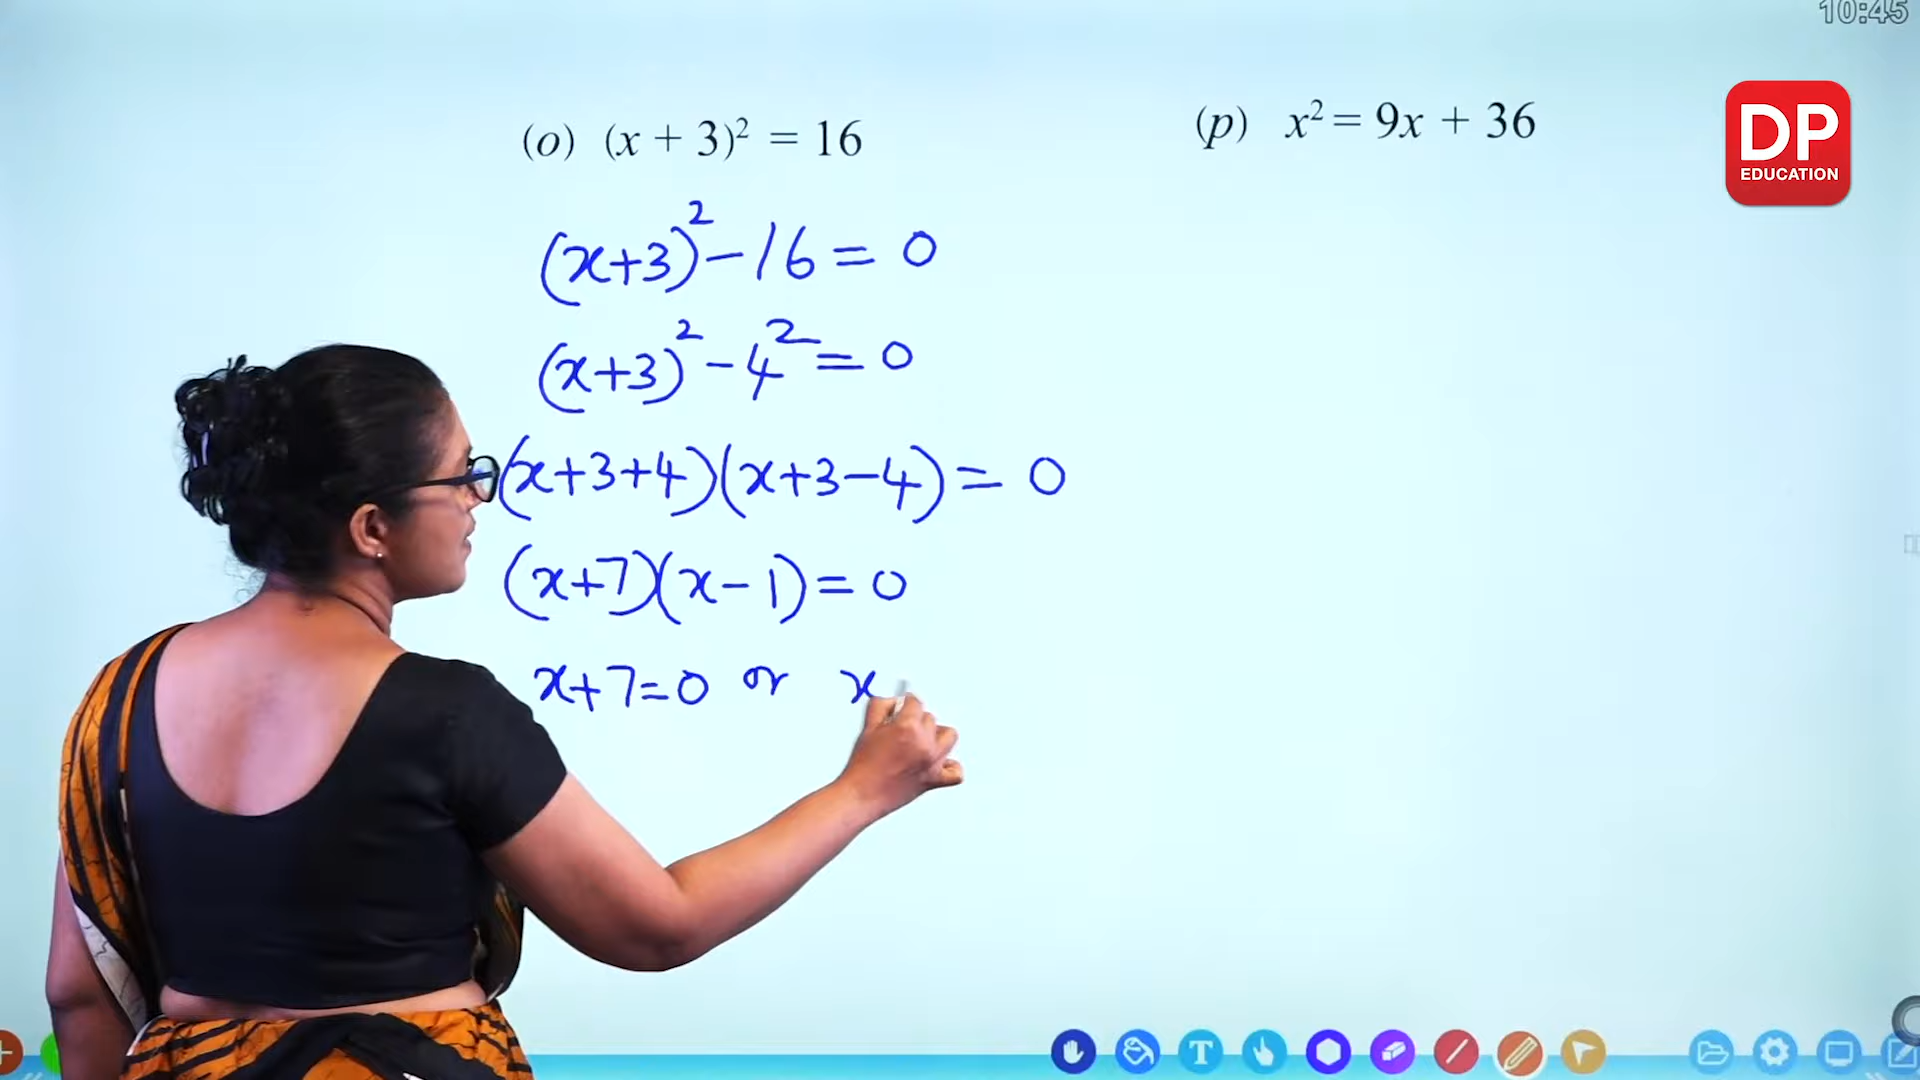 10:45
(o) (x + 3)² = 16
(x+3)² - 16 = 0
(x+3)² - 4² = 0
(x+3+4)(x+3-4) = 0
(x+7)(x-1) = 0
x+7=0 or x
(p) x² = 9x + 36
DP
EDUCATION
T